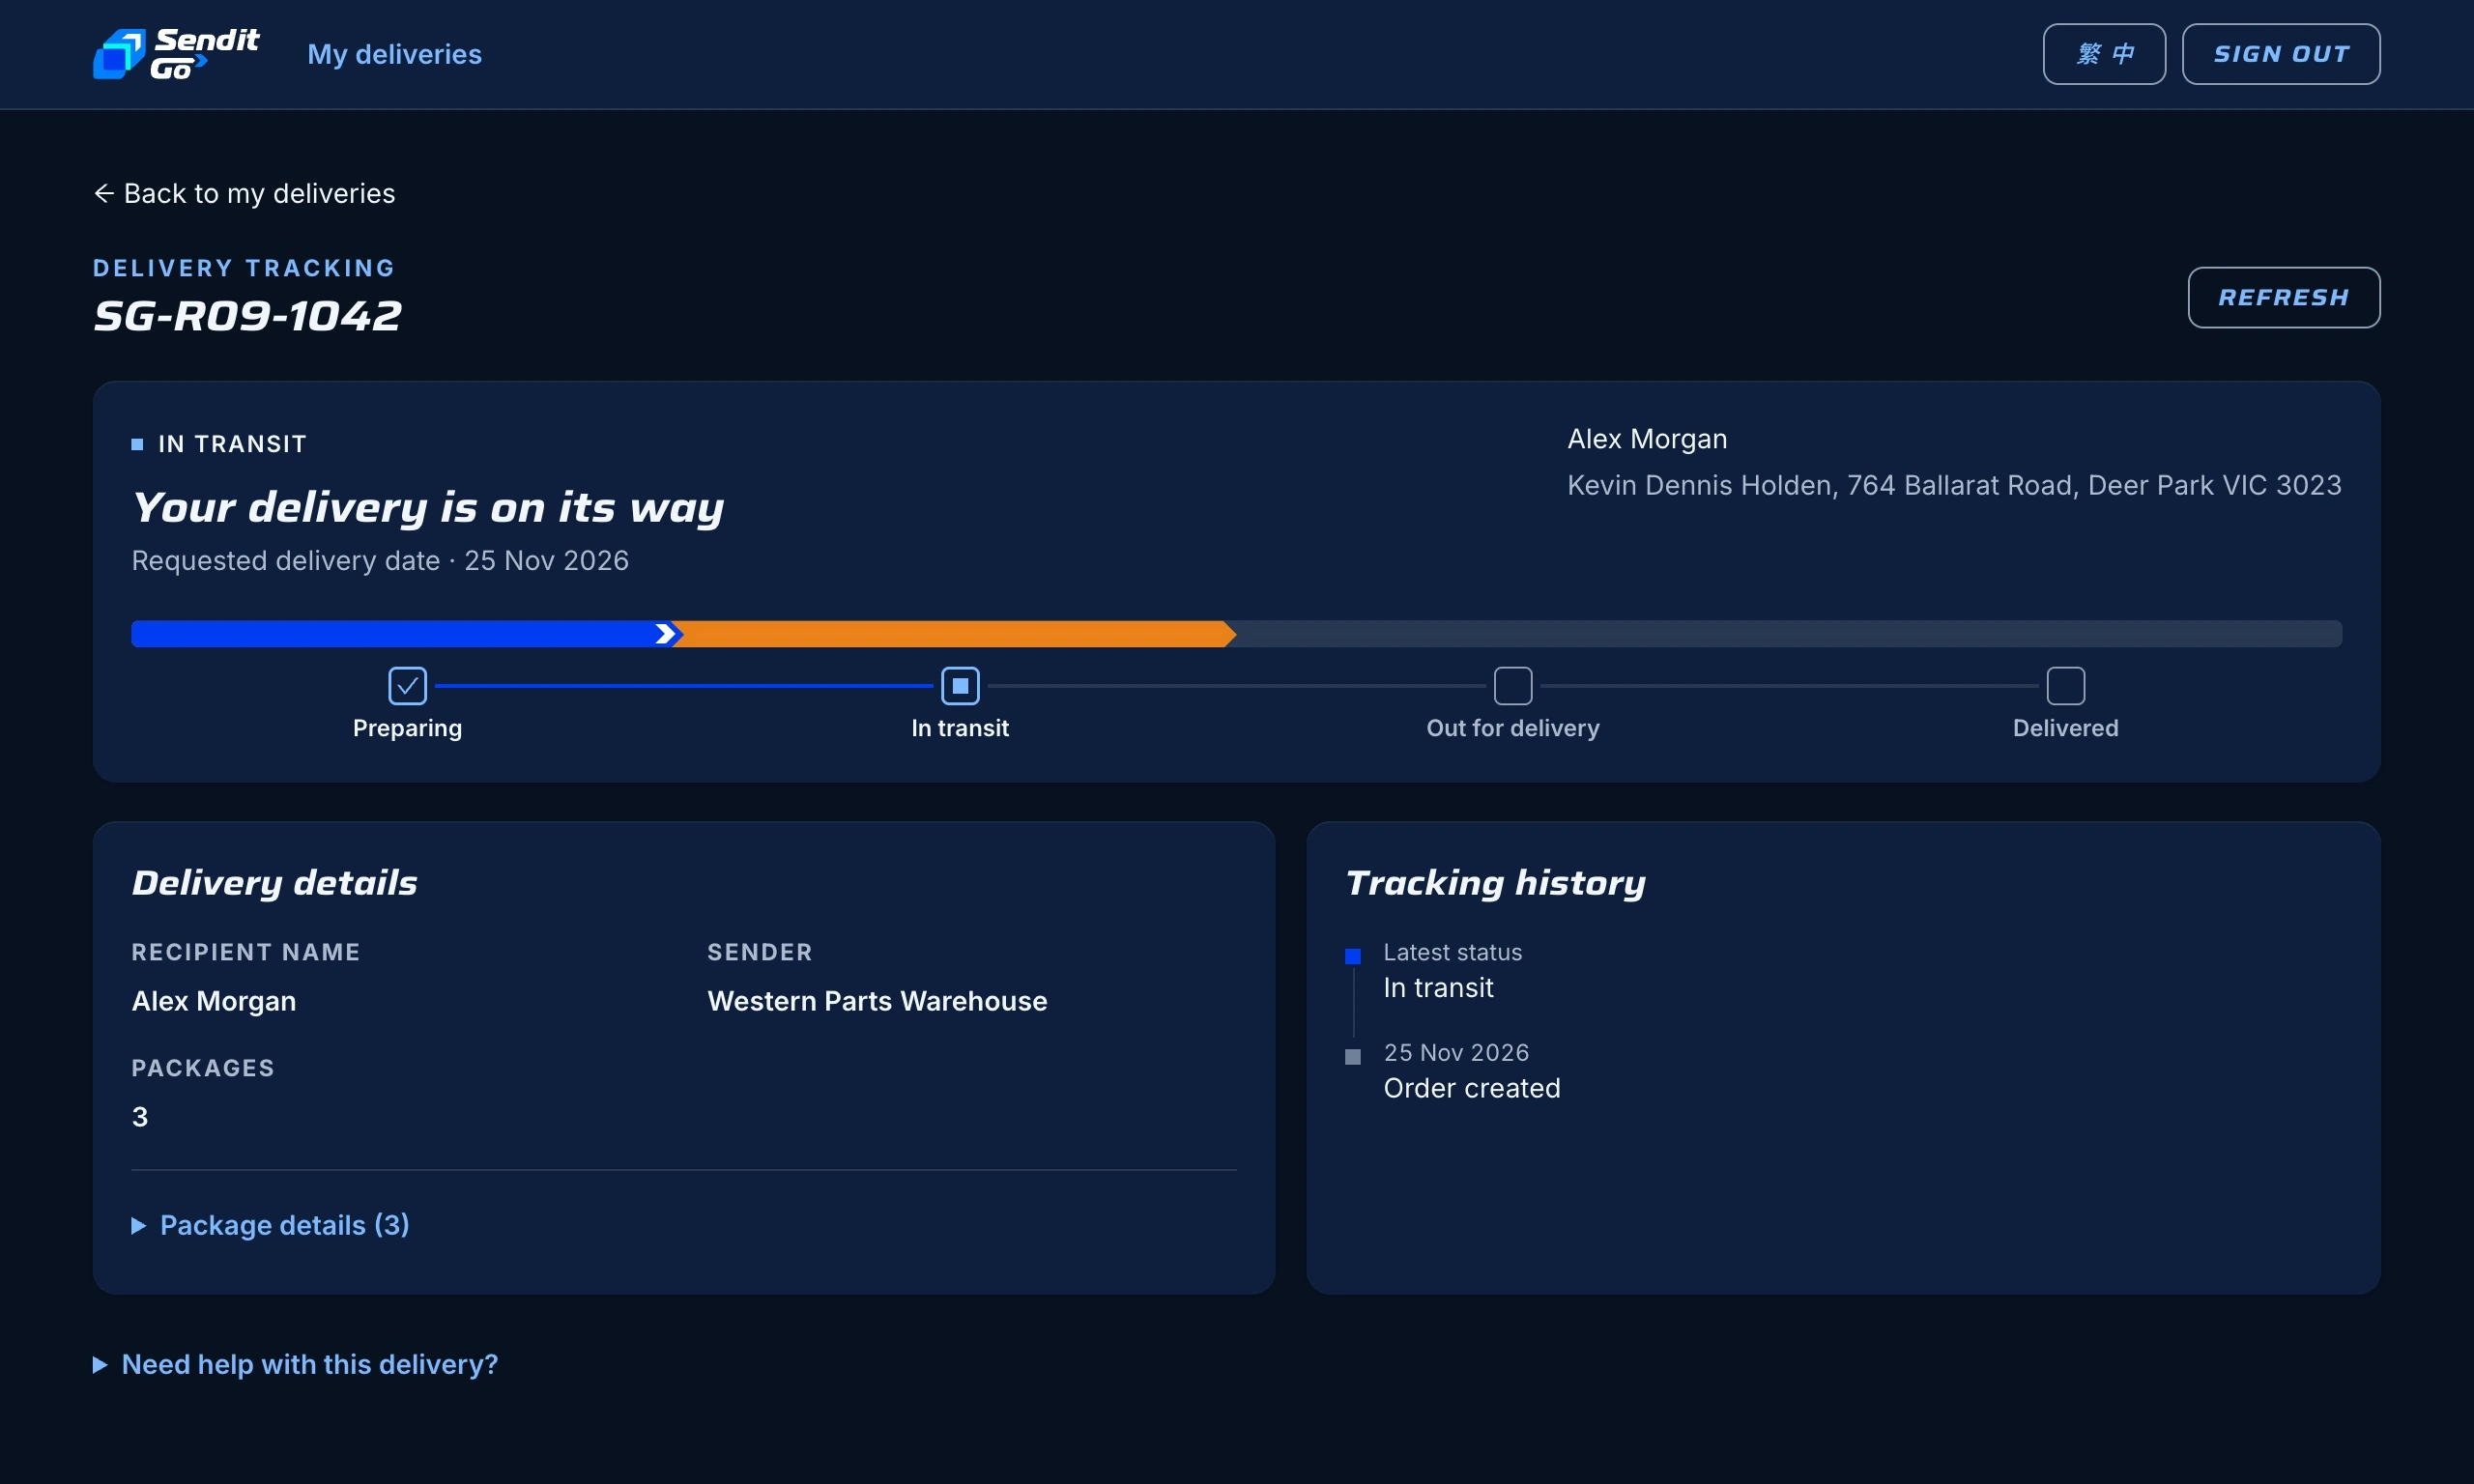 Sendit
Go
My deliveries
繁 中
SIGN OUT
← Back to my deliveries
DELIVERY TRACKING
SG-R09-1042
REFRESH
IN TRANSIT
Your delivery is on its way
Requested delivery date · 25 Nov 2026
Alex Morgan
Kevin Dennis Holden, 764 Ballarat Road, Deer Park VIC 3023
Preparing
In transit
Out for delivery
Delivered
Delivery details
RECIPIENT NAME
Alex Morgan
SENDER
Western Parts Warehouse
PACKAGES
3
Package details (3)
Tracking history
Latest status
In transit
25 Nov 2026
Order created
Need help with this delivery?